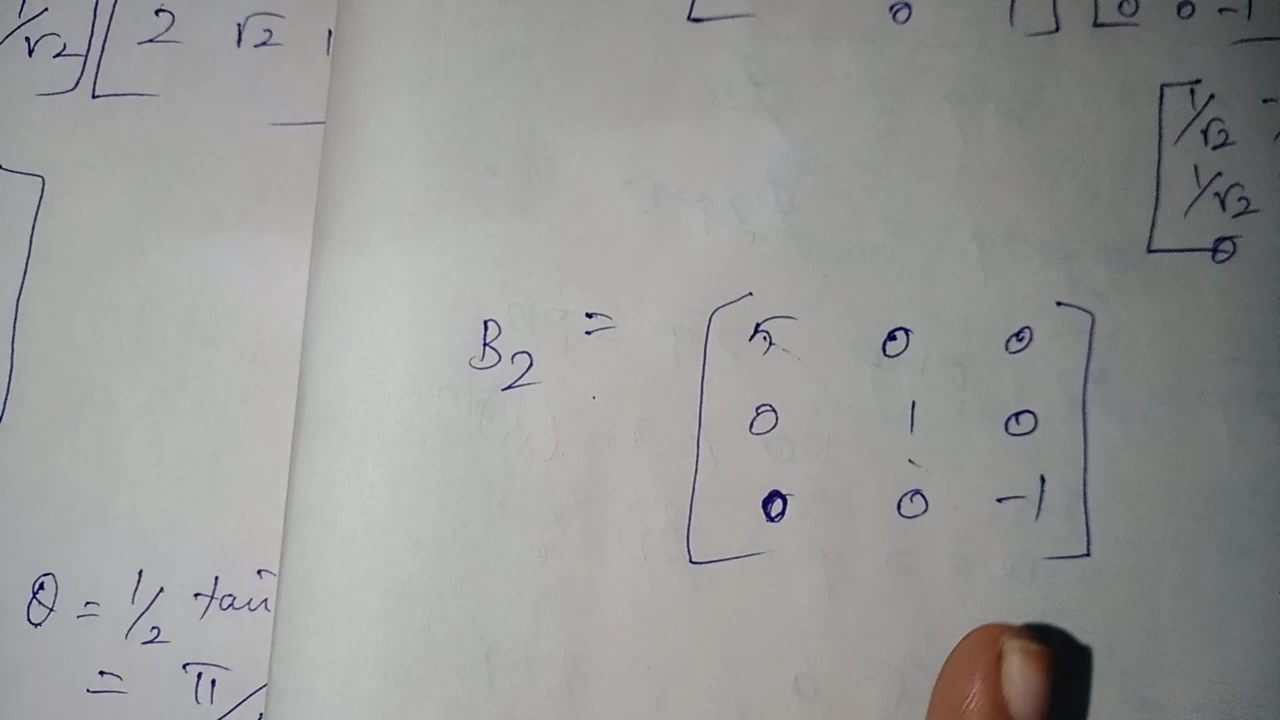 1/√2] [ 2 √2
[ 0 ] [ 0 0 -1
[ 1/√2
1/√2
0
B2 = [ 5 0 0
0 1 0
0 0 -1 ]
θ = 1/2 tan
= π/